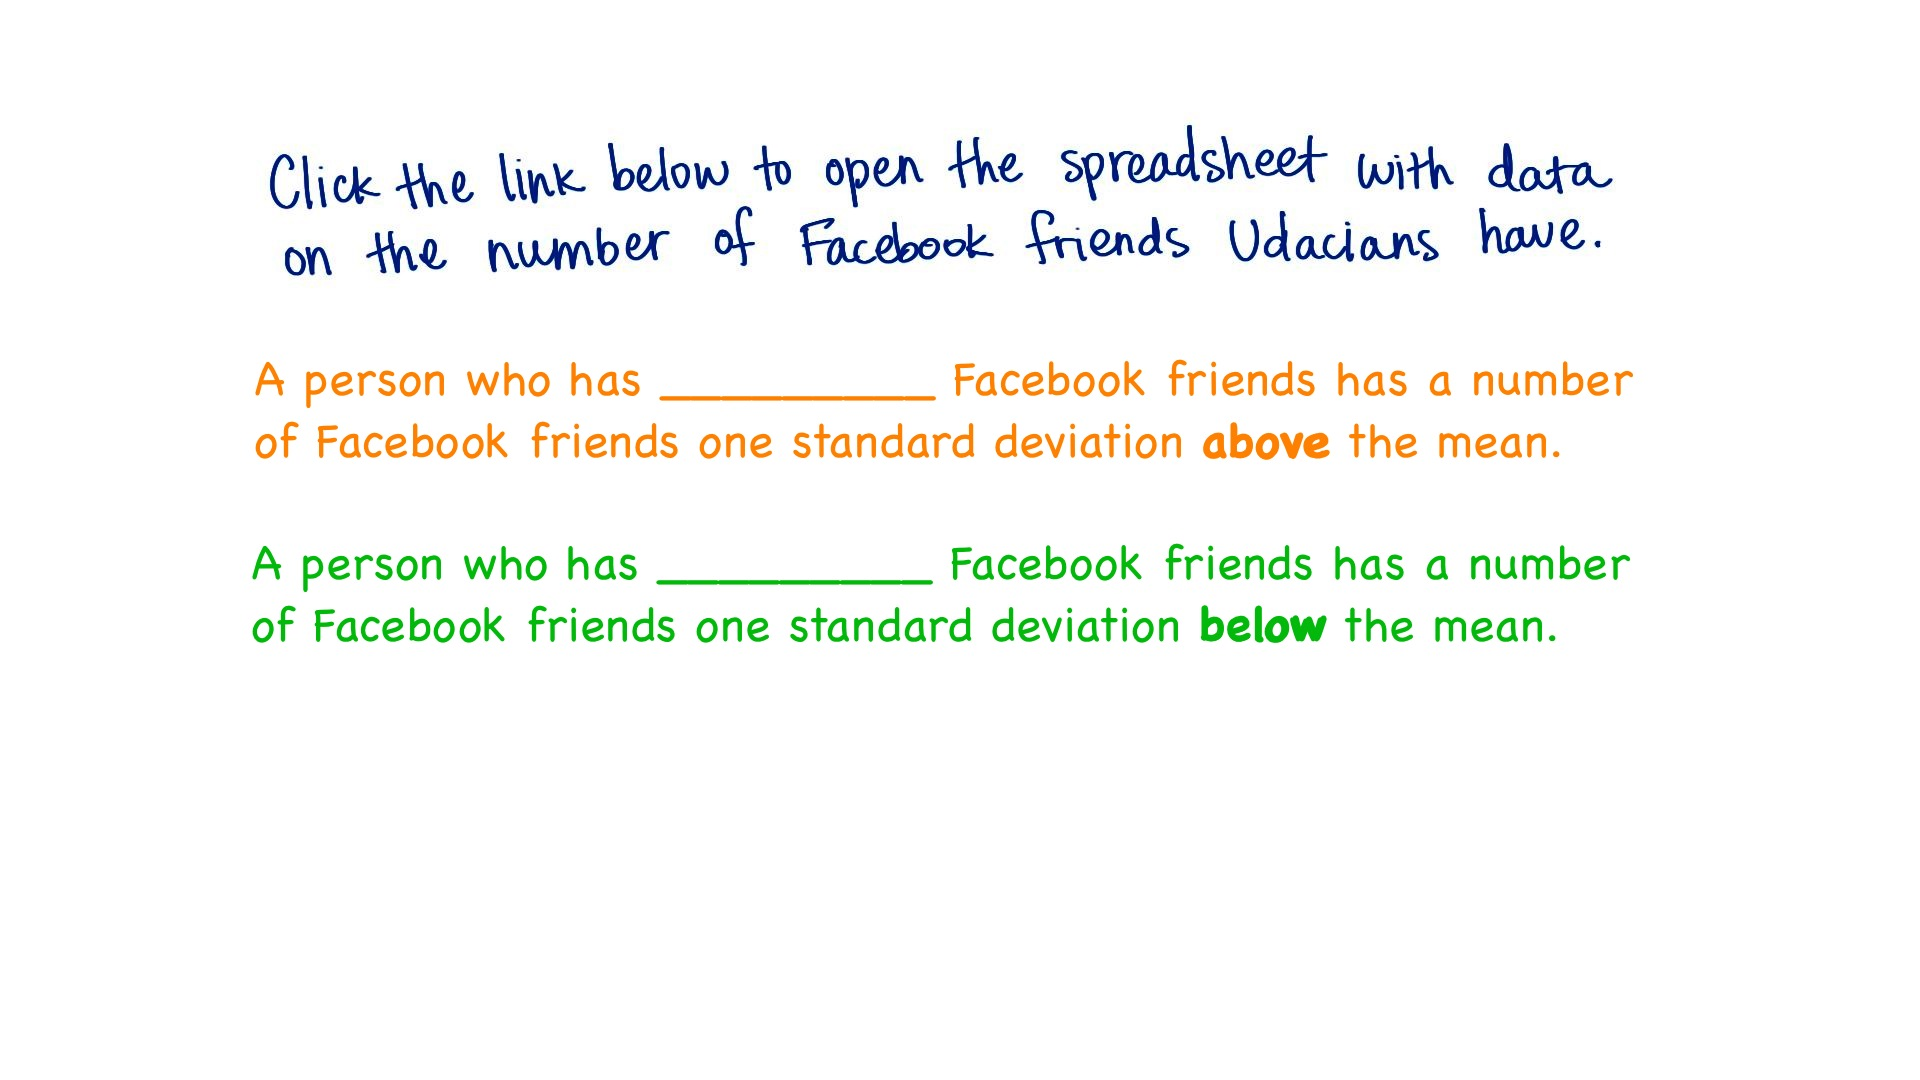 Click the link below to open the spreadsheet with data
on the number of Facebook friends Udacians have.
A person who has _________ Facebook friends has a number
of Facebook friends one standard deviation above the mean.
A person who has _________ Facebook friends has a number
of Facebook friends one standard deviation below the mean.